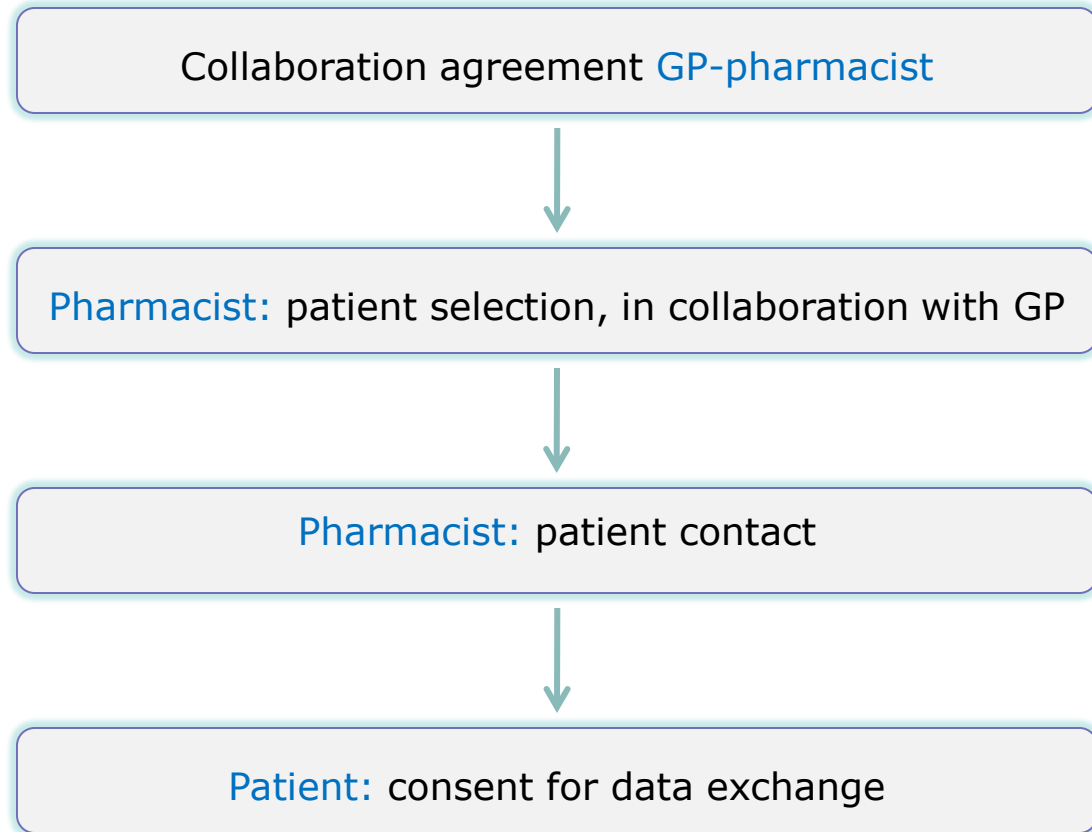 Collaboration agreement GP-pharmacist
Pharmacist: patient selection, in collaboration with GP
Pharmacist: patient contact
Patient: consent for data exchange